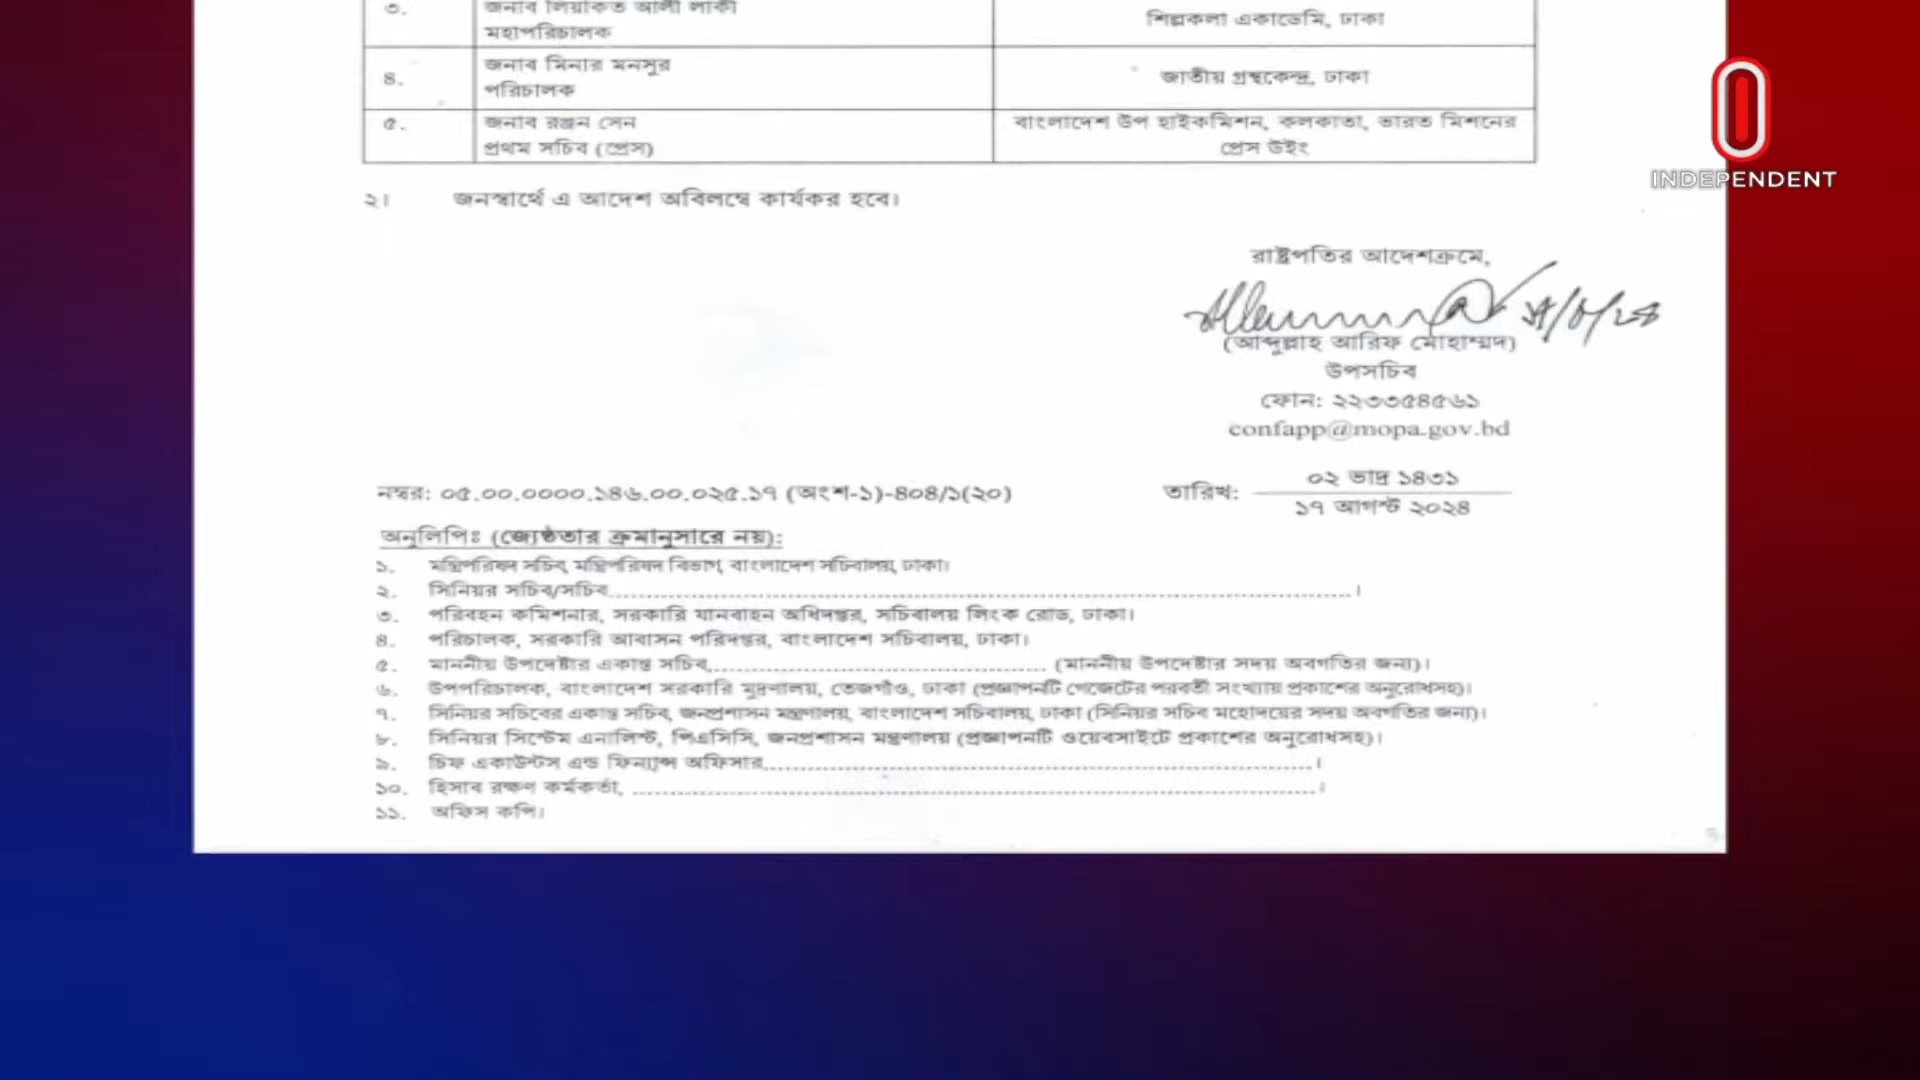 ৩. জনাব লিয়াকত আলী লাকী
মহাপরিচালক
শিল্পকলা একাডেমি, ঢাকা
৪. জনাব মিনার মনসুর
পরিচালক
জাতীয় গ্রন্থকেন্দ্র, ঢাকা
৫. জনাব রঞ্জন সেন
প্রথম সচিব (প্রেস)
বাংলাদেশ উপ হাইকমিশন, কলকাতা, ভারত মিশনের
প্রেস উইং
INDEPENDENT
২। জনস্বার্থে এ আদেশ অবিলম্বে কার্যকর হবে।
রাষ্ট্রপতির আদেশক্রমে,
(আব্দুল্লাহ আরিফ মোহাম্মদ)
উপসচিব
ফোন: ২২৩৩৫৪৫৬১
confapp@mopa.gov.bd
নম্বর: ০৫.০০.০০০০.১৪৬.০০.০২৫.১৭ (অংশ-১)-৪০৪/১(২০)
তারিখ: ০২ ভাদ্র ১৪৩১
১৭ আগস্ট ২০২৪
অনুলিপিঃ (জ্যেষ্ঠতার ক্রমানুসারে নয়):
১. মন্ত্রিপরিষদ সচিব, মন্ত্রিপরিষদ বিভাগ, বাংলাদেশ সচিবালয়, ঢাকা।
২. সিনিয়র সচিব/সচিব..........................................।
৩. পরিবহন কমিশনার, সরকারি যানবাহন অধিদপ্তর, সচিবালয় লিংক রোড, ঢাকা।
৪. পরিচালক, সরকারি আবাসন পরিদপ্তর, বাংলাদেশ সচিবালয়, ঢাকা।
৫. মাননীয় উপদেষ্টার একান্ত সচিব,.................... (মাননীয় উপদেষ্টার সদয় অবগতির জন্য)।
৬. উপপরিচালক, বাংলাদেশ সরকারি মুদ্রণালয়, তেজগাঁও, ঢাকা (প্রজ্ঞাপনটি গেজেটের পরবর্তী সংখ্যায় প্রকাশের অনুরোধসহ)।
৭. সিনিয়র সচিবের একান্ত সচিব, জনপ্রশাসন মন্ত্রণালয়, বাংলাদেশ সচিবালয়, ঢাকা (সিনিয়র সচিব মহোদয়ের সদয় অবগতির জন্য)।
৮. সিনিয়র সিস্টেম এনালিস্ট, পিএসিসি, জনপ্রশাসন মন্ত্রণালয় (প্রজ্ঞাপনটি ওয়েবসাইটে প্রকাশের অনুরোধসহ)।
৯. চিফ একাউন্টস এন্ড ফিন্যান্স অফিসার..............................।
১০. হিসাব রক্ষণ কর্মকর্তা, ........................................।
১১. অফিস কপি।